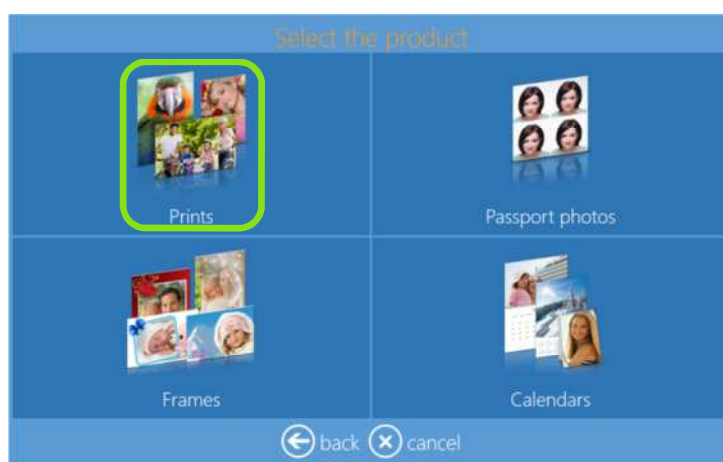 Select the product
Prints
Passport photos
Frames
Calendars
back cancel